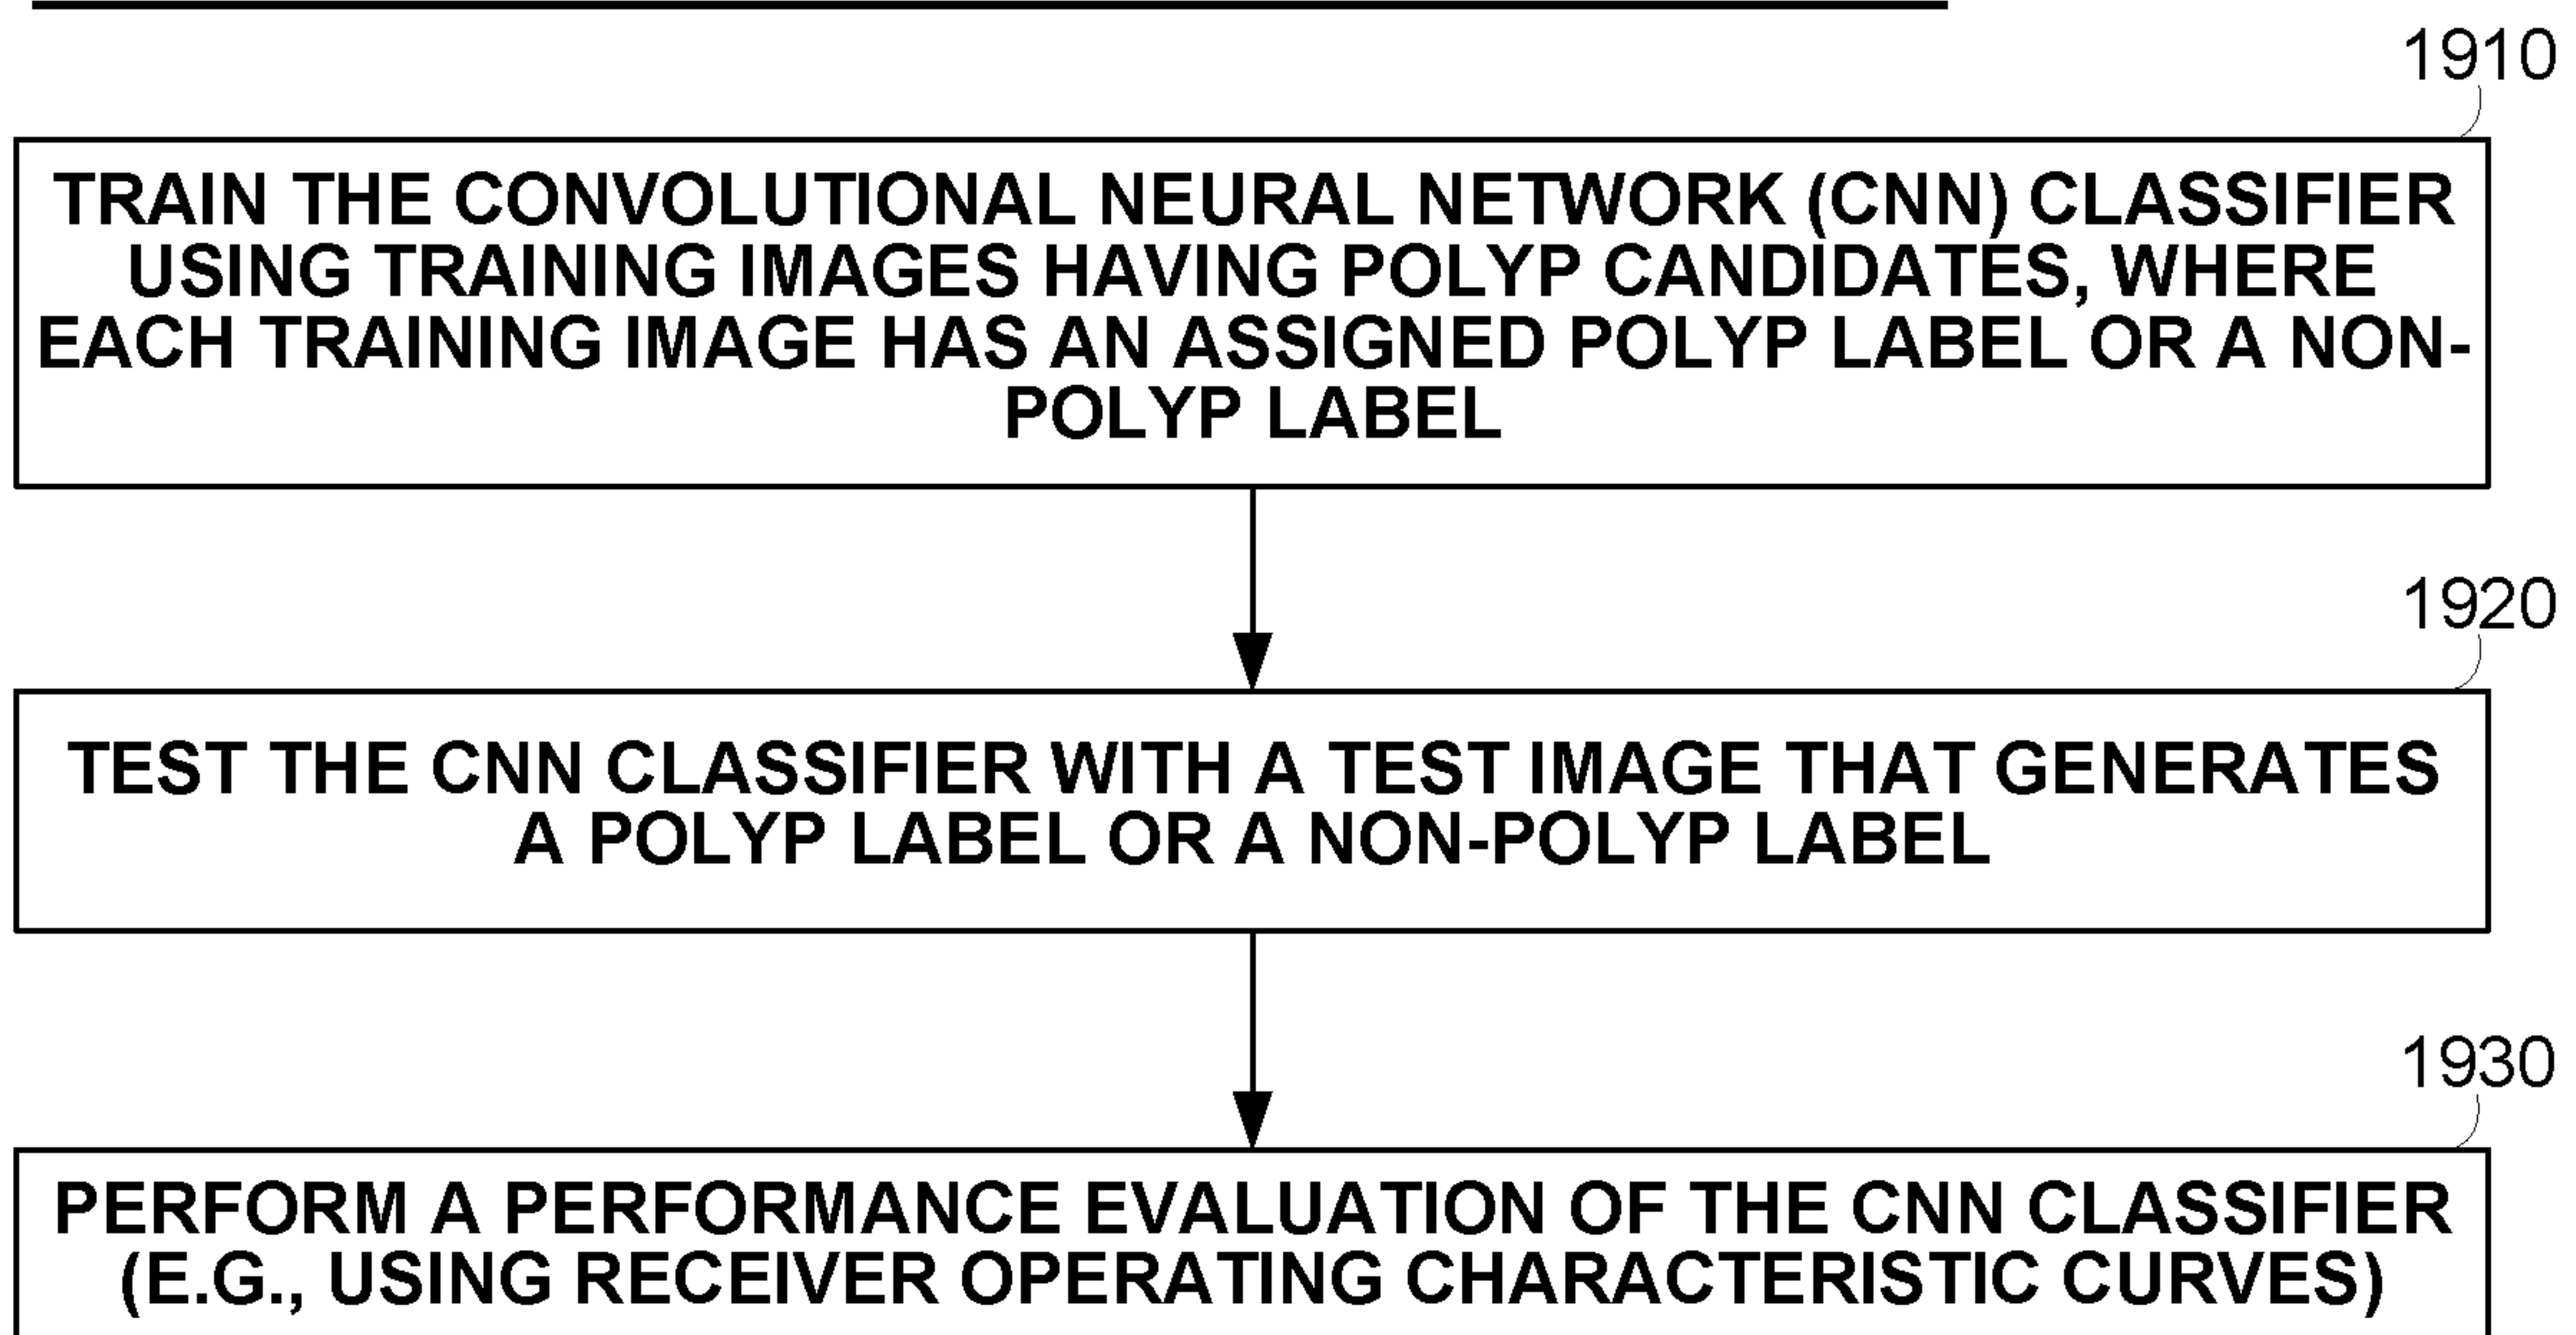 1910
TRAIN THE CONVOLUTIONAL NEURAL NETWORK (CNN) CLASSIFIER
USING TRAINING IMAGES HAVING POLYP CANDIDATES, WHERE
EACH TRAINING IMAGE HAS AN ASSIGNED POLYP LABEL OR A NON-
POLYP LABEL
1920
TEST THE CNN CLASSIFIER WITH A TEST IMAGE THAT GENERATES
A POLYP LABEL OR A NON-POLYP LABEL
1930
PERFORM A PERFORMANCE EVALUATION OF THE CNN CLASSIFIER
(E.G., USING RECEIVER OPERATING CHARACTERISTIC CURVES)